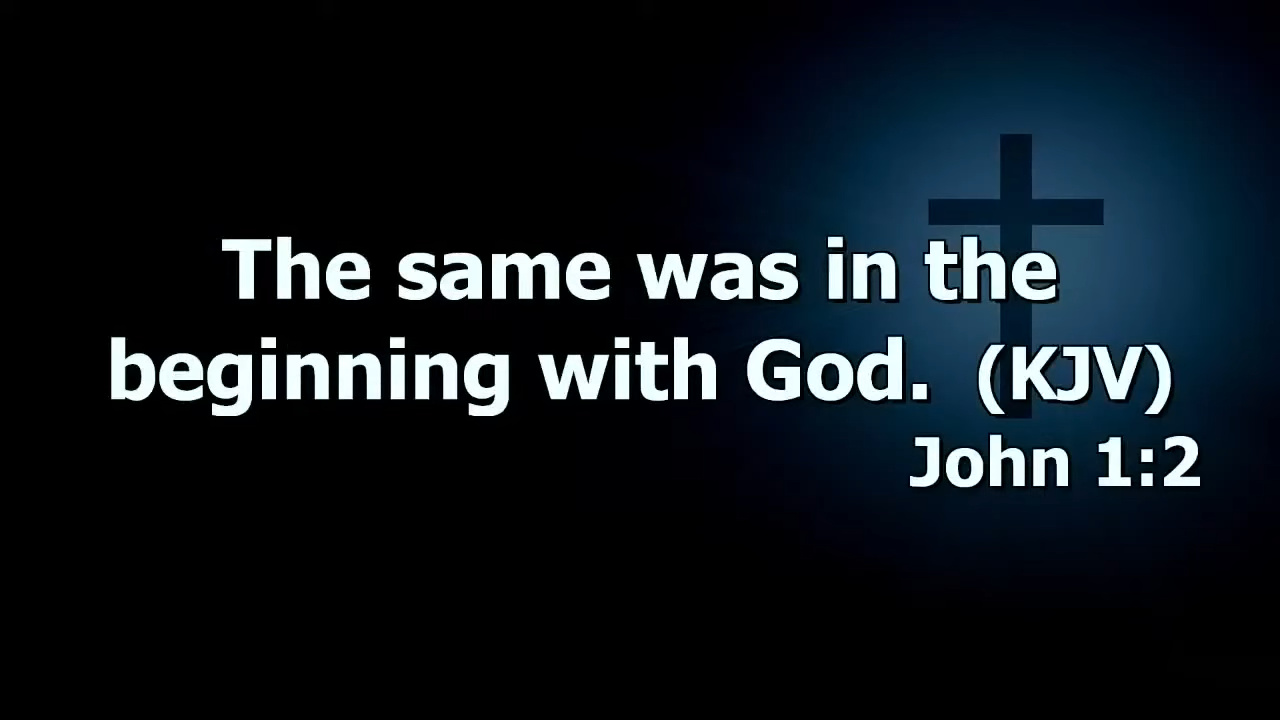 The same was in the
beginning with God. (KJV)
John 1:2